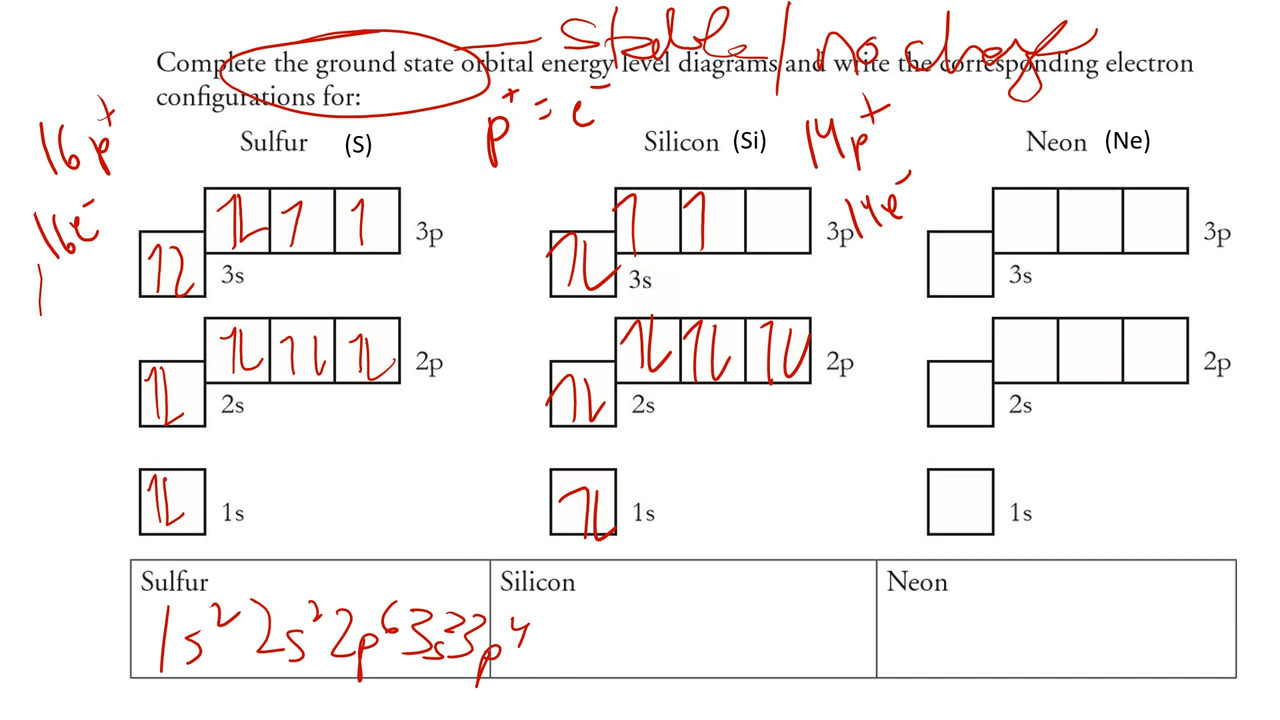 stable/no charge
Complete the ground state orbital energy level diagrams and write the corresponding electron
configurations for:
p⁺ = e⁻
16p⁺
16e⁻
Sulfur (S)
Silicon (Si)
14p⁺
14e⁻
Neon (Ne)
3p
3s
2p
2s
1s
3p
3s
2p
2s
1s
3p
3s
2p
2s
1s
Sulfur
1s² 2s² 2p⁶ 3s² 3p⁴
Silicon
Neon